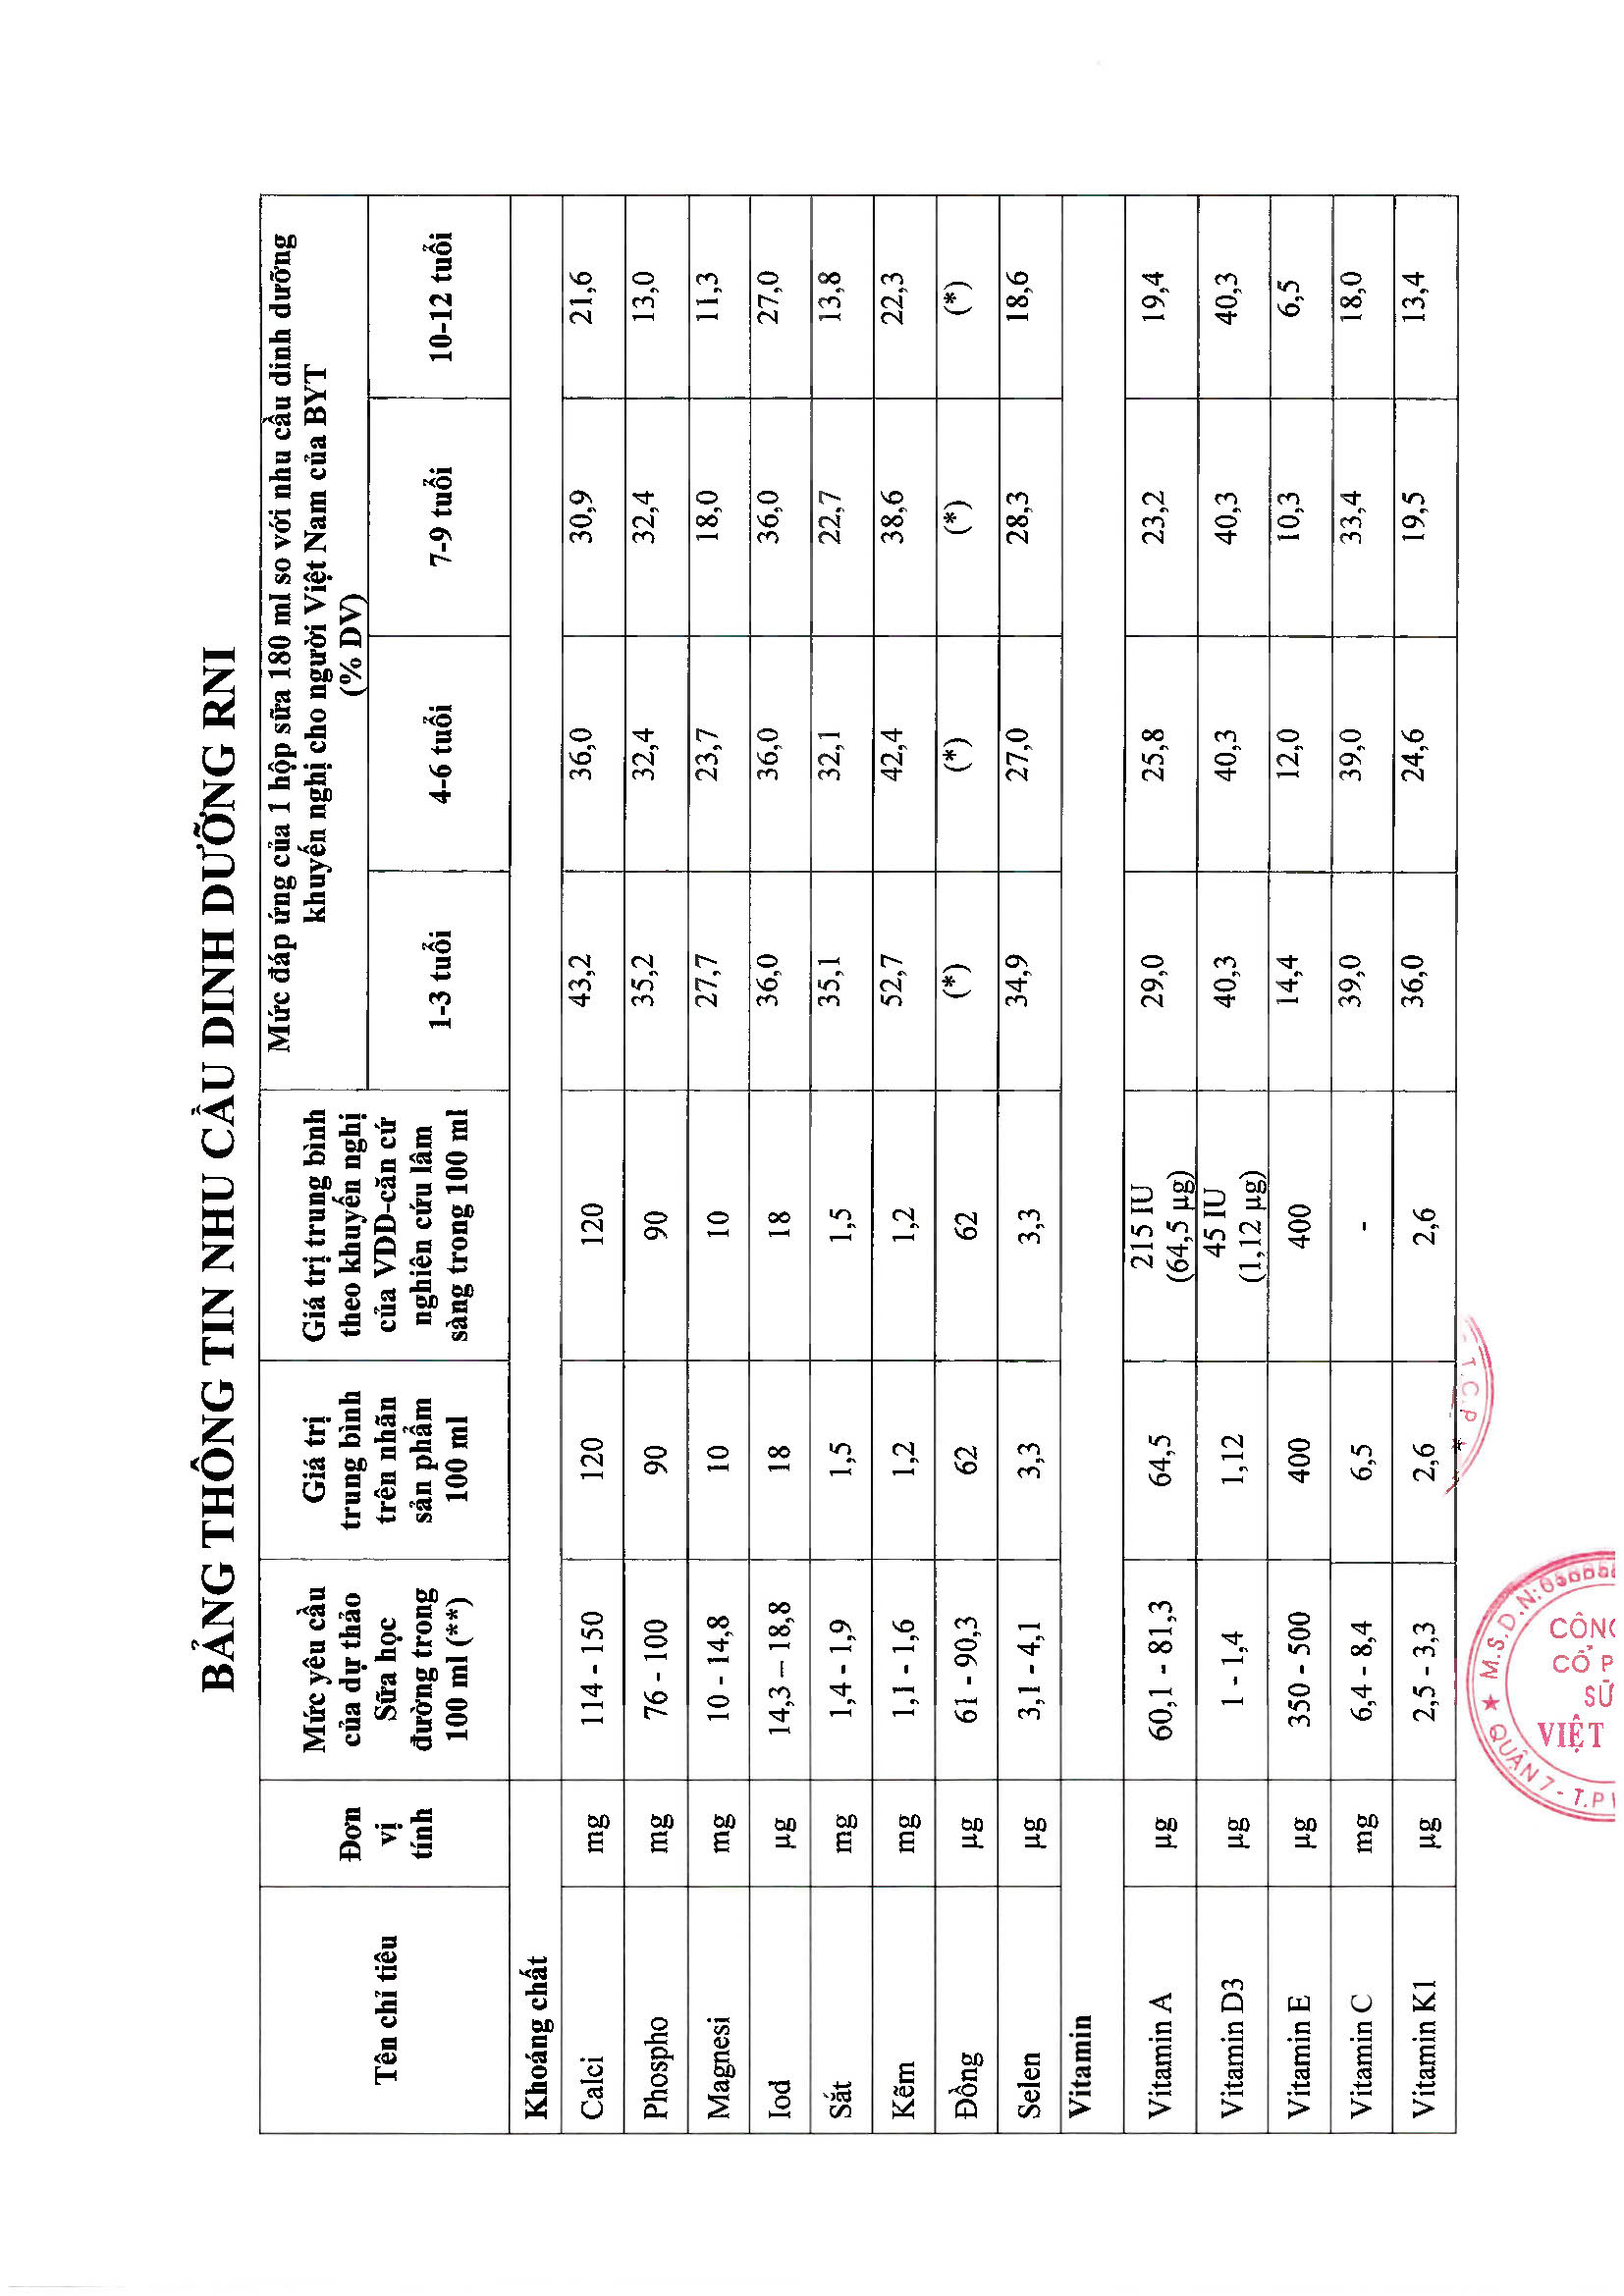 BẢNG THÔNG TIN NHU CẦU DINH DƯỠNG RNI
Tên chỉ tiêu
Đơn
vị
tính
Mức yêu cầu
của dự thảo
Sữa học
đường trong
100 ml (**)
Giá trị
trung bình
trên nhãn
sản phẩm
100 ml
Giá trị trung bình
theo khuyến nghị
của VDD-căn cứ
nghiên cứu lâm
sàng trong 100 ml
Mức đáp ứng của 1 hộp sữa 180 ml so với nhu cầu dinh dưỡng
khuyến nghị cho người Việt Nam của BYT
(% DV)
1-3 tuổi 4-6 tuổi 7-9 tuổi 10-12 tuổi
Khoáng chất
Calci mg 114 - 150 120 120 43,2 36,0 30,9 21,6
Phospho mg 76 - 100 90 90 35,2 32,4 32,4 13,0
Magnesi mg 10 - 14,8 10 10 27,7 23,7 18,0 11,3
Iod µg 14,3 – 18,8 18 18 36,0 36,0 36,0 27,0
Sắt mg 1,4 - 1,9 1,5 1,5 35,1 32,1 22,7 13,8
Kẽm mg 1,1 - 1,6 1,2 1,2 52,7 42,4 38,6 22,3
Đồng µg 61 - 90,3 62 62 (*) (*) (*) (*)
Selen µg 3,1 - 4,1 3,3 3,3 34,9 27,0 28,3 18,6
Vitamin
Vitamin A µg 60,1 - 81,3 64,5 215 IU (64,5 µg) 29,0 25,8 23,2 19,4
Vitamin D3 µg 1 - 1,4 1,12 45 IU (1,12 µg) 40,3 40,3 40,3 40,3
Vitamin E µg 350 - 500 400 400 14,4 12,0 10,3 6,5
Vitamin C mg 6,4 - 8,4 6,5 - 39,0 39,0 33,4 18,0
Vitamin K1 µg 2,5 - 3,3 2,6 2,6 36,0 24,6 19,5 13,4
T.C.P
M.S.D.N:
CÔN
CỔ P
SỮ
VIỆT
QUẬN 7 - T.P